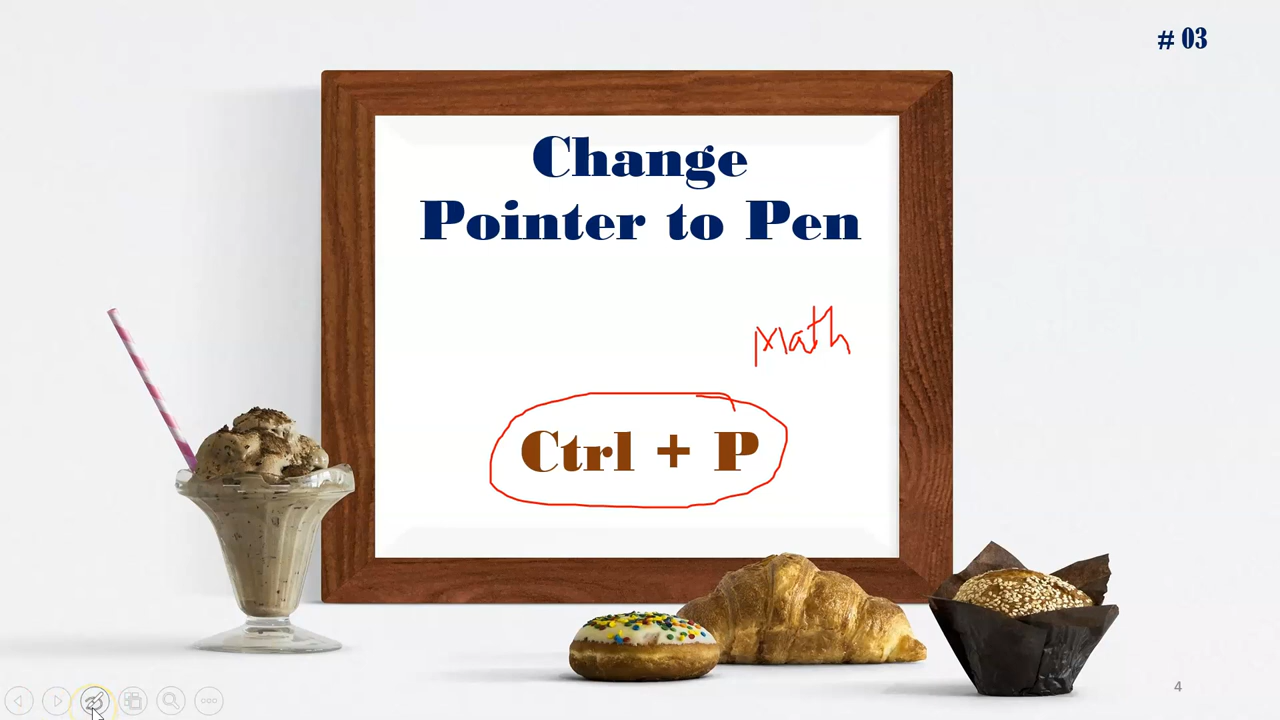 # 03
Change
Pointer to Pen
Math
Ctrl + P
4